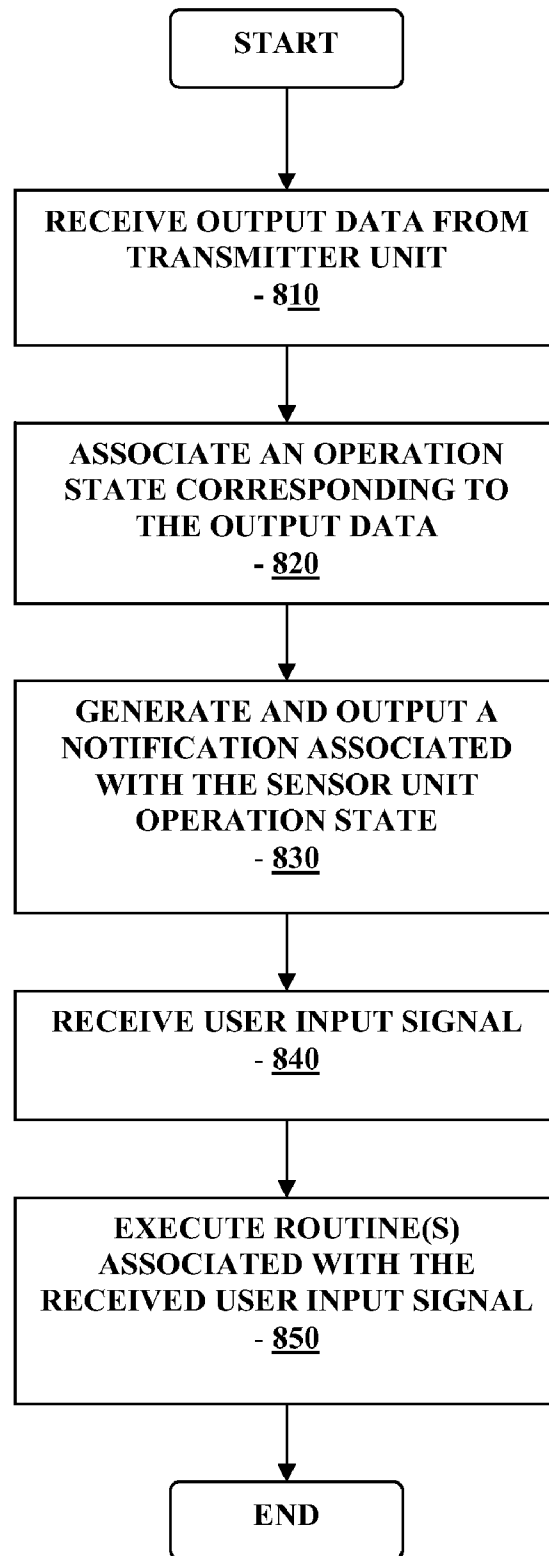 START
RECEIVE OUTPUT DATA FROM
TRANSMITTER UNIT
- 810
ASSOCIATE AN OPERATION
STATE CORRESPONDING TO
THE OUTPUT DATA
- 820
GENERATE AND OUTPUT A
NOTIFICATION ASSOCIATED
WITH THE SENSOR UNIT
OPERATION STATE
- 830
RECEIVE USER INPUT SIGNAL
- 840
EXECUTE ROUTINE(S)
ASSOCIATED WITH THE
RECEIVED USER INPUT SIGNAL
- 850
END